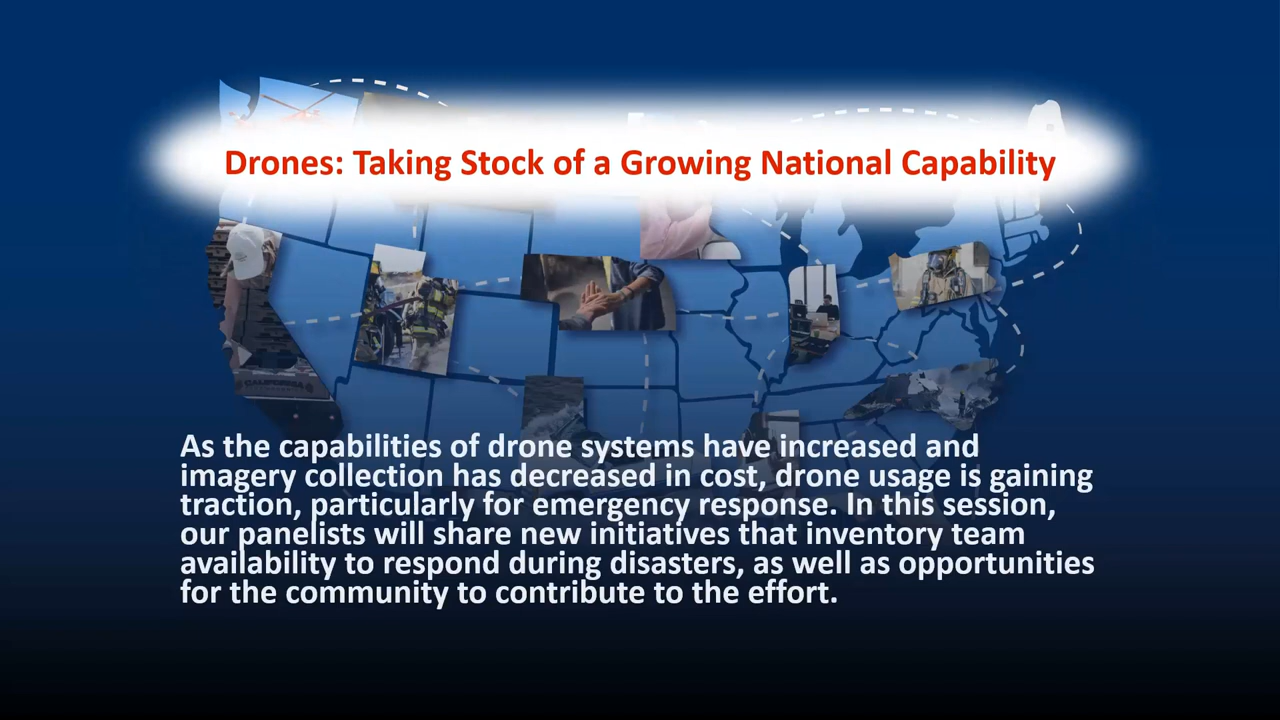 Drones: Taking Stock of a Growing National Capability
CALIFORNIA
As the capabilities of drone systems have increased and
imagery collection has decreased in cost, drone usage is gaining
traction, particularly for emergency response. In this session,
our panelists will share new initiatives that inventory team
availability to respond during disasters, as well as opportunities
for the community to contribute to the effort.